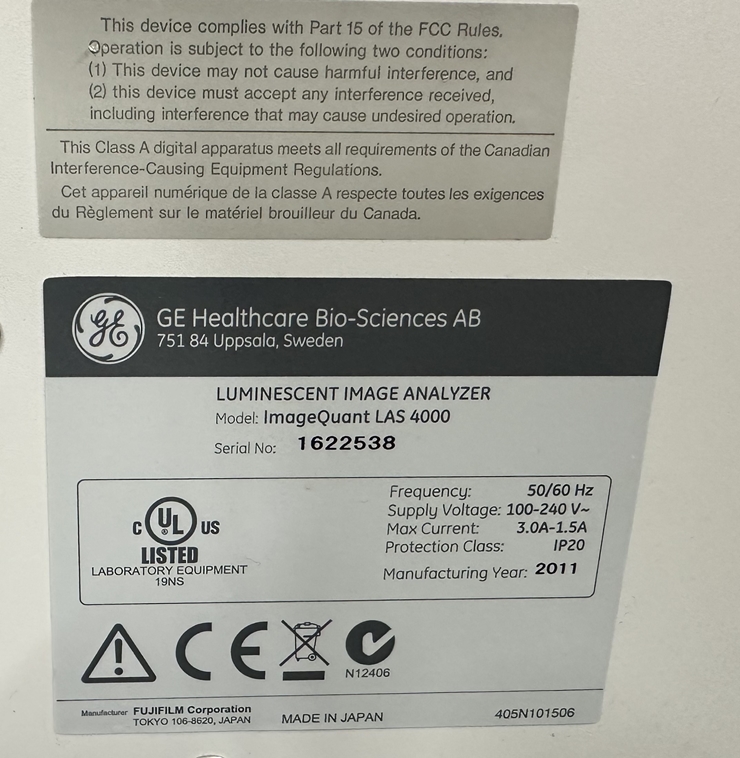 This device complies with Part 15 of the FCC Rules.
Operation is subject to the following two conditions:
(1) This device may not cause harmful interference, and
(2) this device must accept any interference received,
including interference that may cause undesired operation.
This Class A digital apparatus meets all requirements of the Canadian
Interference-Causing Equipment Regulations.
Cet appareil numérique de la classe A respecte toutes les exigences
du Règlement sur le matériel brouilleur du Canada.
GE GE Healthcare Bio-Sciences AB
751 84 Uppsala, Sweden
LUMINESCENT IMAGE ANALYZER
Model: ImageQuant LAS 4000
Serial No: 1622538
C UL ® US
LISTED
LABORATORY EQUIPMENT
19NS
Frequency: 50/60 Hz
Supply Voltage: 100-240 V~
Max Current: 3.0A-1.5A
Protection Class: IP20
Manufacturing Year: 2011
CE
N12406
Manufacturer FUJIFILM Corporation
TOKYO 106-8620, JAPAN
MADE IN JAPAN
405N101506